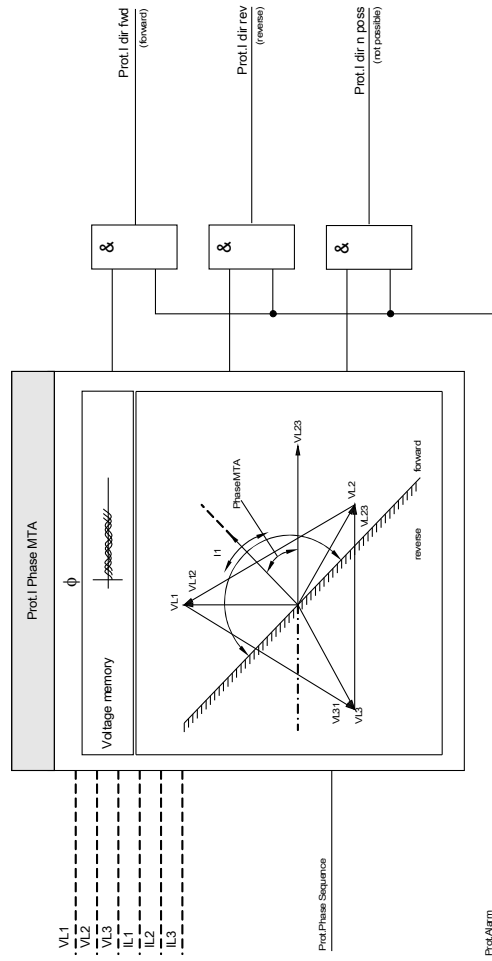 Prot.I Phase MTA
ϕ
Voltage memory
VL1
VL2
VL3
IL1
IL2
IL3
Prot.Phase Sequence
Prot.Alarm
VL1
VL12
I1
PhaseMTA
VL23
VL2
VL23
VL31
VL3
forward
reverse
&
Prot.I dir fwd
(forward)
&
Prot.I dir rev
(reverse)
&
Prot.I dir n poss
(not possible)